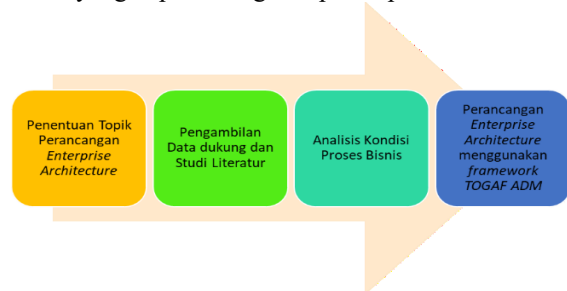 Penentuan Topik
Perancangan
Enterprise
Architecture
Pengambilan
Data dukung dan
Studi Literatur
Analisis Kondisi
Proses Bisnis
Perancangan
Enterprise
Architecture
menggunakan
framework
TOGAF ADM